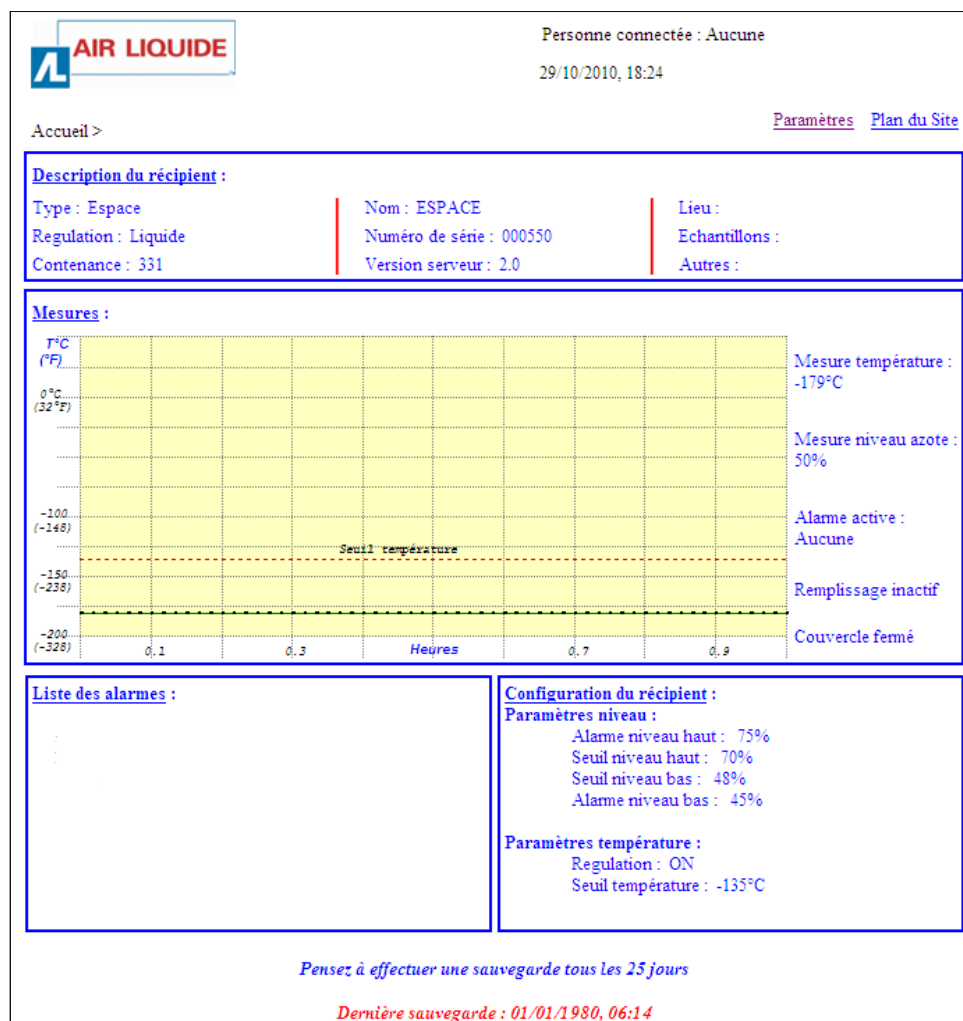 AIR LIQUIDE
Personne connectée : Aucune
29/10/2010, 18:24
Accueil >
Paramètres Plan du Site
Description du récipient :
Type : Espace
Nom : ESPACE
Lieu :
Regulation : Liquide
Numéro de série : 000550
Echantillons :
Contenance : 331
Version serveur : 2.0
Autres :
Mesures :
T°C
(°F)
0°C
(32°F)
-100
(-148)
-150
(-238)
-200
(-328)
Seuil température
0.1 0.3 Heures 0.7 0.9
Mesure température :
-179°C
Mesure niveau azote :
50%
Alarme active :
Aucune
Remplissage inactif
Couvercle fermé
Liste des alarmes :
Configuration du récipient :
Paramètres niveau :
Alarme niveau haut : 75%
Seuil niveau haut : 70%
Seuil niveau bas : 48%
Alarme niveau bas : 45%
Paramètres température :
Regulation : ON
Seuil température : -135°C
Pensez à effectuer une sauvegarde tous les 25 jours
Dernière sauvegarde : 01/01/1980, 06:14